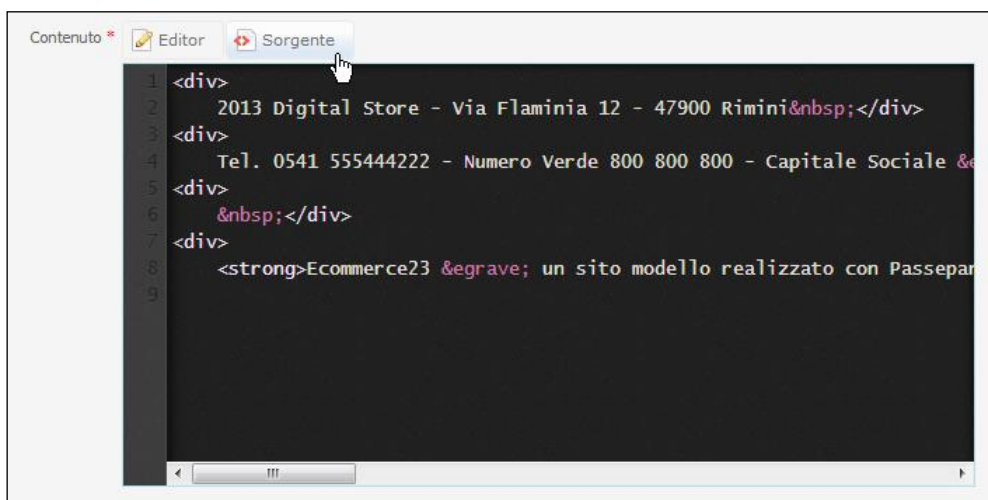 Contenuto * Editor Sorgente
1 <div>
2 2013 Digital Store - Via Flaminia 12 - 47900 Rimini&nbsp;</div>
3 <div>
4 Tel. 0541 555444222 - Numero Verde 800 800 800 - Capitale Sociale &e
5 <div>
6 &nbsp;</div>
7 <div>
8 <strong>Ecommerce23 &egrave; un sito modello realizzato con Passepar
9